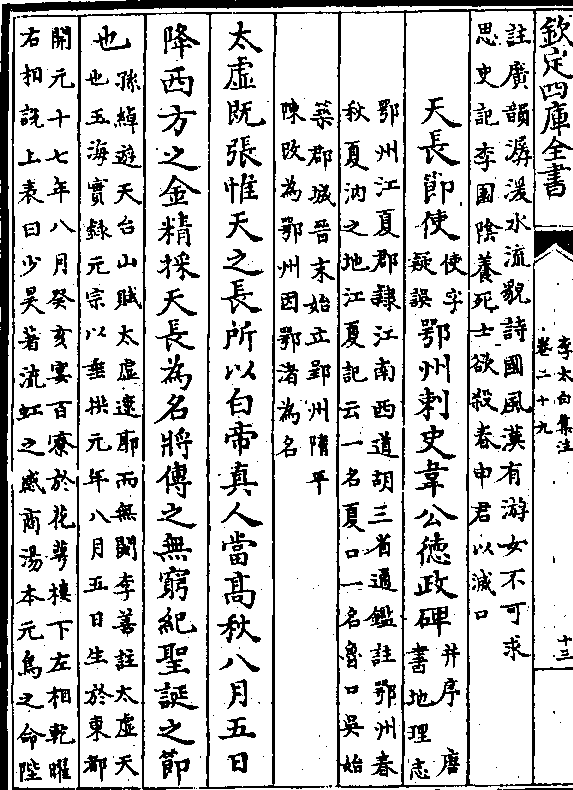 欽定四庫全書
李太白集注
卷二十九
十三
註廣韻潺湲水流貌詩國風漢有游女不可求
思史記李園陰養死士欲殺春申君以滅口
天長節使
使字
疑誤
鄂州刺史韋公德政碑
并序 唐
書地理志
鄂州江夏郡隸江南西道胡三省通鑑註鄂州春
秋夏汭之地江夏記云一名夏口一名魯口吳始
築郡城晉末始立郢州隋平
陳改為鄂州因鄂渚為名
太虛既張惟天之長所以白帝真人當髙秋八月五日
降西方之金精採天長為名將傳之無窮紀聖誕之節
也
孫綽遊天台山賦太虛遼廓而無閡李善註太虛天
也玉海實錄元宗以垂拱元年八月五日生於東都
開元十七年八月癸亥宴百寮於花萼樓下左相乾曜
右相説上表曰少昊著流虹之感商湯本元鳥之命陛